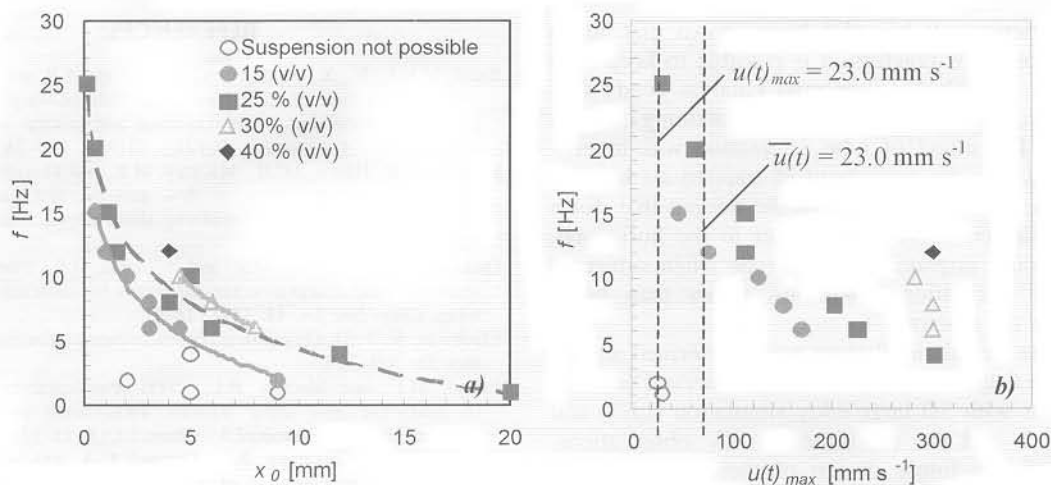 30
25
20
15
10
5
0
f [Hz]
Suspension not possible
15 (v/v)
25 % (v/v)
30% (v/v)
40 % (v/v)
a)
0 5 10 15 20
x 0 [mm]
30
25
20
15
10
5
0
f [Hz]
u(t) max = 23.0 mm s -1
u(t) = 23.0 mm s -1
b)
0 100 200 300 400
u(t) max [mm s -1]